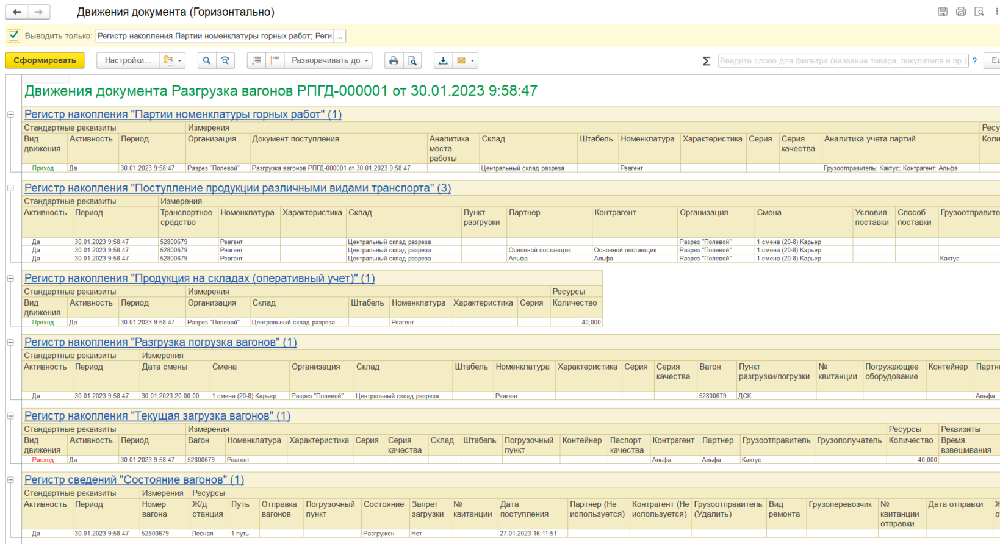 Движения документа (Горизонтально)
Выводить только: Регистр накопления Партии номенклатуры горных работ; Реги ...
Сформировать Настройки... Разворачивать до Σ Введите слово для фильтра (название товара, покупателя и пр.) ? Ещ
Движения документа Разгрузка вагонов РПГД-000001 от 30.01.2023 9:58:47
Регистр накопления "Партии номенклатуры горных работ" (1)
Стандартные реквизиты Измерения Ресу
Вид движения Активность Период Организация Документ поступления Аналитика места работы Склад Штабель Номенклатура Характеристика Серия Серия качества Аналитика учета партий Коли
Приход Да 30.01.2023 9:58:47 Разрез "Полевой" Разгрузка вагонов РПГД-000001 от 30.01.2023 9:58:47 Центральный склад разреза Реагент Грузоотправитель: Кактус; Контрагент: Альфа
Регистр накопления "Поступление продукции различными видами транспорта" (3)
Стандартные реквизиты Измерения
Активность Период Транспортное средство Номенклатура Характеристика Склад Пункт разгрузки Партнер Контрагент Организация Смена Условия поставки Способ поставки Грузоотправите
Да 30.01.2023 9:58:47 52800679 Реагент Центральный склад разреза Разрез "Полевой" 1 смена (20-8) Карьер
Да 30.01.2023 9:58:47 52800679 Реагент Центральный склад разреза Основной поставщик Основной поставщик Разрез "Полевой" 1 смена (20-8) Карьер
Да 30.01.2023 9:58:47 52800679 Реагент Центральный склад разреза Альфа Альфа Разрез "Полевой" 1 смена (20-8) Карьер Кактус
Регистр накопления "Продукция на складах (оперативный учет)" (1)
Стандартные реквизиты Измерения Ресурсы
Вид движения Активность Период Организация Склад Штабель Номенклатура Характеристика Серия Количество
Приход Да 30.01.2023 9:58:47 Разрез "Полевой" Центральный склад разреза Реагент 40,000
Регистр накопления "Разгрузка погрузка вагонов" (1)
Стандартные реквизиты Измерения
Активность Период Дата смены Смена Организация Склад Штабель Номенклатура Характеристика Серия Серия качества Вагон Пункт разгрузки/погрузки № квитанции Погружающее оборудование Контейнер Партне
Да 30.01.2023 9:58:47 30.01.2023 20:00:00 1 смена (20-8) Карьер Разрез "Полевой" Центральный склад разреза Реагент 52800679 ДСК Альфа
Регистр накопления "Текущая загрузка вагонов" (1)
Стандартные реквизиты Измерения Ресурсы Реквизиты
Вид движения Активность Период Вагон Номенклатура Характеристика Серия Серия качества Склад Штабель Погрузочный пункт Контейнер Паспорт качества Контрагент Партнер Грузоотправитель Грузополучатель Количество Время взвешивания
Расход Да 30.01.2023 9:58:47 52800679 Реагент Альфа Альфа Кактус 40,000
Регистр сведений "Состояние вагонов" (1)
Стандартные реквизиты Измерения Ресурсы
Активность Период Номер вагона Ж/д станция Путь Отправка вагонов Погрузочный пункт Состояние Запрет загрузки № квитанции Дата поступления Партнер (Не используется) Контрагент (Не используется) Грузоотправитель (Удалить) Вид ремонта Грузоперевозчик № квитанции отправки Дата отправки
Да 30.01.2023 9:58:47 52800679 Лесная 1 путь Разгружен Нет 27.01.2023 16:11:51